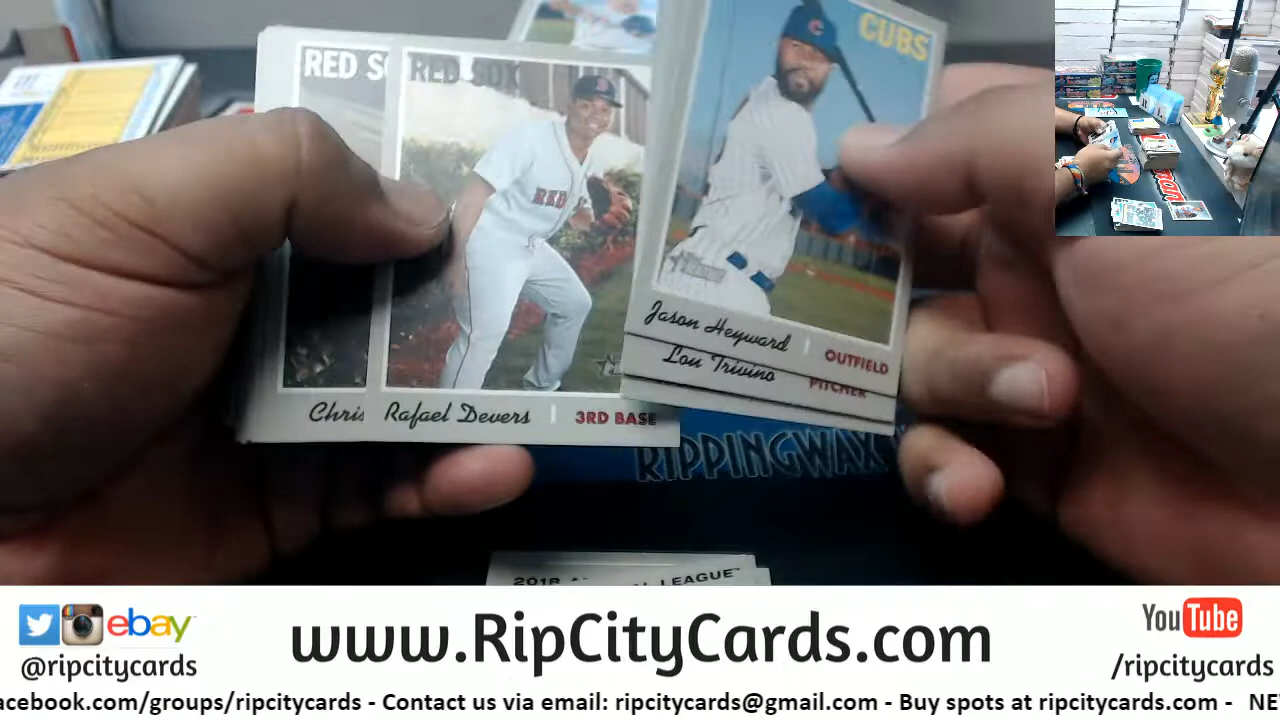 CUBS
RED S
RED SOX
RED
Jason Heyward | OUTFIELD
Lou Trivino PITCHER
Chris
Rafael Devers | 3RD BASE
RIPPINGWAX
2018 LEAGUE™
ebay
@ripcitycards
www.RipCityCards.com
YouTube
/ripcitycards
acebook.com/groups/ripcitycards - Contact us via email: ripcitycards@gmail.com - Buy spots at ripcitycards.com - NE